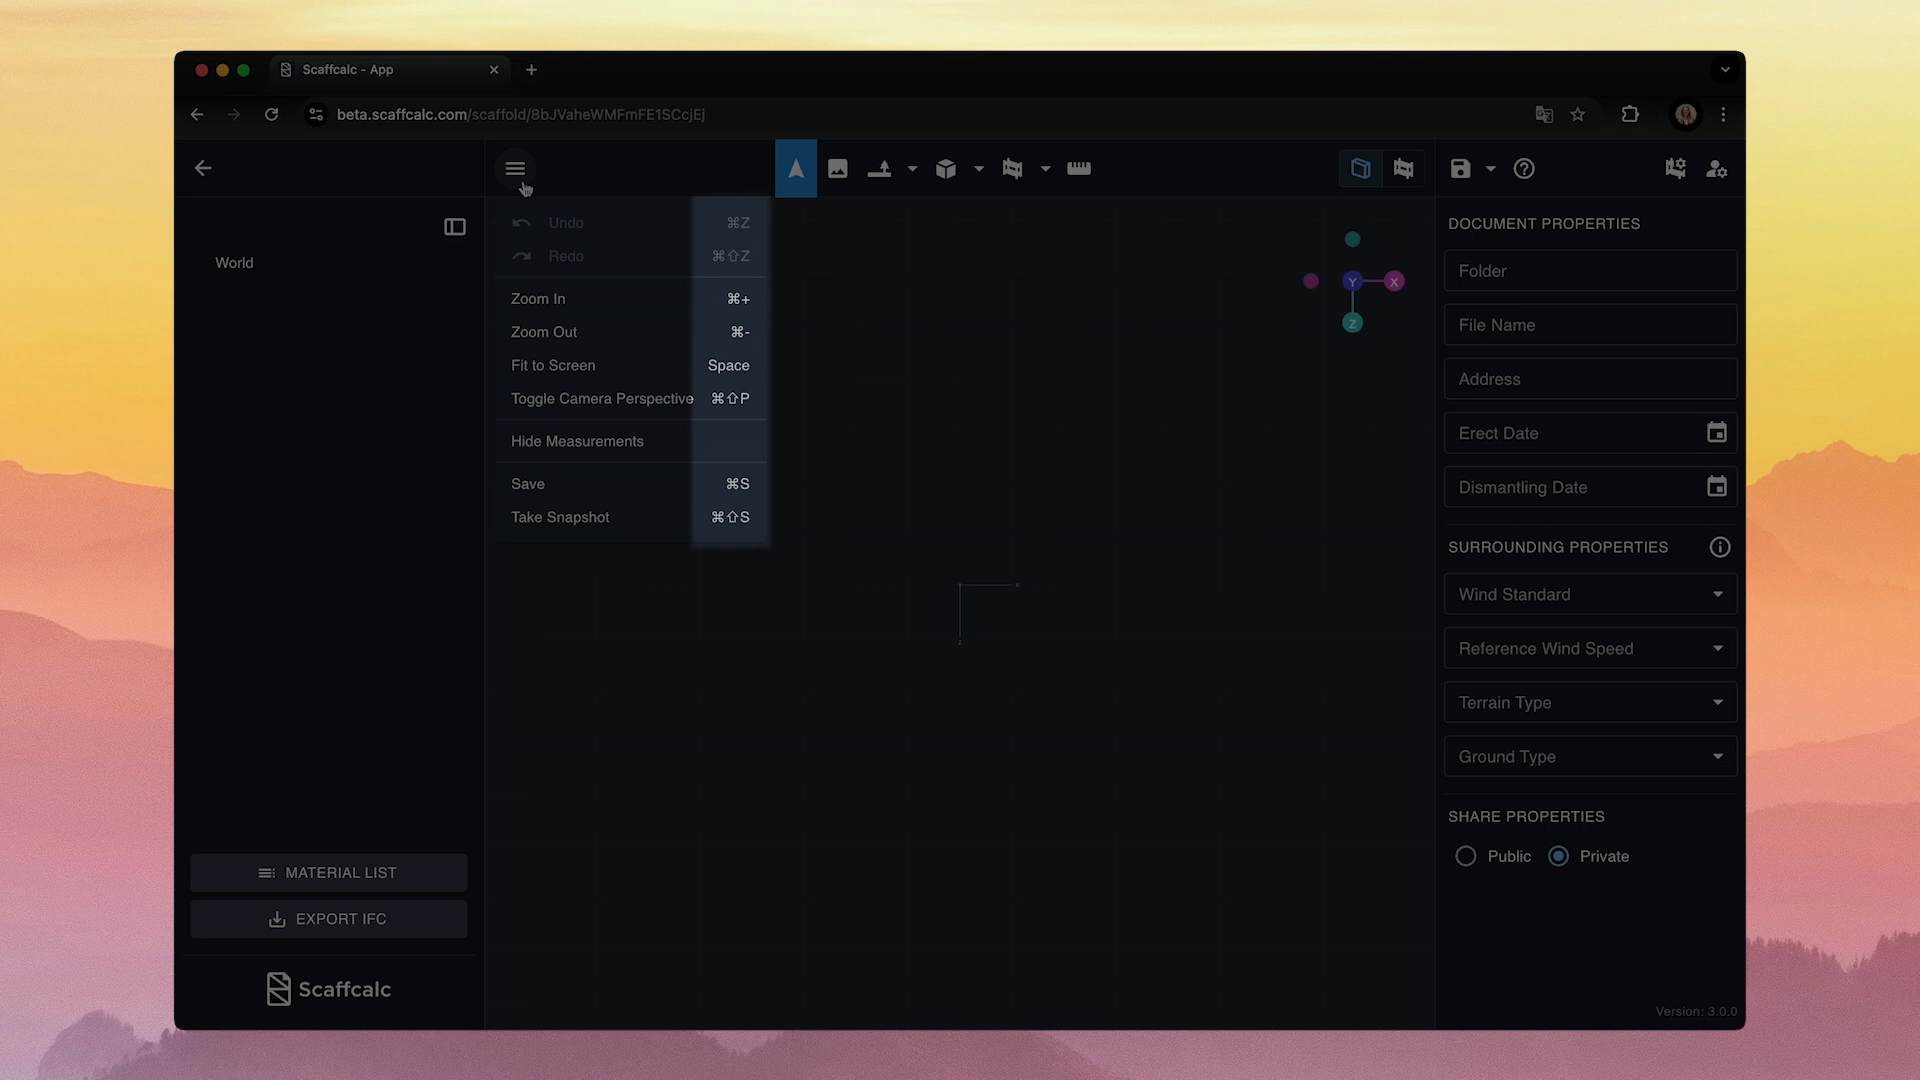 Scaffcalc - App
beta.scaffcalc.com/scaffold/8bJVaheWMFmFE1SCcjEj
World
Undo ⌘Z
Redo ⌘⇧Z
Zoom In ⌘+
Zoom Out ⌘-
Fit to Screen Space
Toggle Camera Perspective ⌘⇧P
Hide Measurements
Save ⌘S
Take Snapshot ⌘⇧S
Y X
Z
DOCUMENT PROPERTIES
Folder
File Name
Address
Erect Date
Dismantling Date
SURROUNDING PROPERTIES
Wind Standard
Reference Wind Speed
Terrain Type
Ground Type
SHARE PROPERTIES
Public Private
MATERIAL LIST
EXPORT IFC
Scaffcalc
Version: 3.0.0